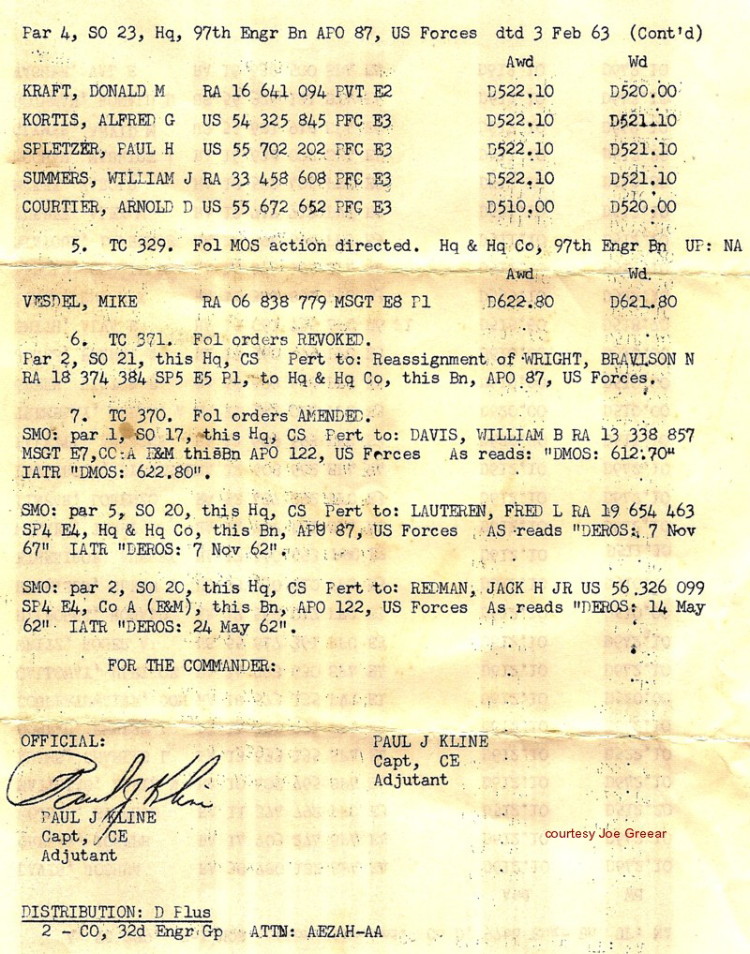 Par 4, SO 23, Hq, 97th Engr Bn APO 87, US Forces dtd 3 Feb 63 (Cont'd)
Awd Wd
KRAFT, DONALD M RA 16 641 094 PVT E2 D522.10 D520.00
KORTIS, ALFRED G US 54 325 845 PFC E3 D522.10 D521.10
SPLETZER, PAUL H US 55 702 202 PFC E3 D522.10 D521.10
SUMMERS, WILLIAM J RA 33 458 608 PFC E3 D522.10 D521.10
COURTIER, ARNOLD D US 55 672 652 PFC E3 D510.00 D520.00
5. TC 329. Fol MOS action directed. Hq & Hq Co, 97th Engr Bn UP: NA
Awd Wd.
VESDEL, MIKE RA 06 838 779 MSGT E8 P1 D622.80 D621.80
6. TC 371. Fol orders REVOKED.
Par 2, SO 21, this Hq, CS Pert to: Reassignment of WRIGHT, BRAVISON N
RA 18 374 384 SP5 E5 P1, to Hq & Hq Co, this Bn, APO 87, US Forces.
7. TC 370. Fol orders AMENDED.
SMO: par 1, SO 17, this Hq, CS Pert to: DAVIS, WILLIAM B RA 13 338 857
MSGT E7,CO A E&M thisBn APO 122, US Forces As reads: "DMOS: 612.70"
IATR "DMOS: 622.80".
SMO: par 5, SO 20, this Hq, CS Pert to: LAUTEREN, FRED L RA 19 654 463
SP4 E4, Hq & Hq Co, this Bn, APO 87, US Forces AS reads "DEROS: 7 Nov
67" IATR "DEROS: 7 Nov 62".
SMO: par 2, SO 20, this Hq, CS Pert to: REDMAN, JACK H JR US 56 326 099
SP4 E4, Co A (E&M), this Bn, APO 122, US Forces As reads "DEROS: 14 May
62" IATR "DEROS: 24 May 62".
FOR THE COMMANDER:
OFFICIAL: PAUL J KLINE
Capt, CE
Adjutant
Paul J Kline
PAUL J KLINE
Capt, CE
Adjutant
courtesy Joe Greear
DISTRIBUTION: D Plus
2 - CO, 32d Engr Gp ATTN: AEZAH-AA